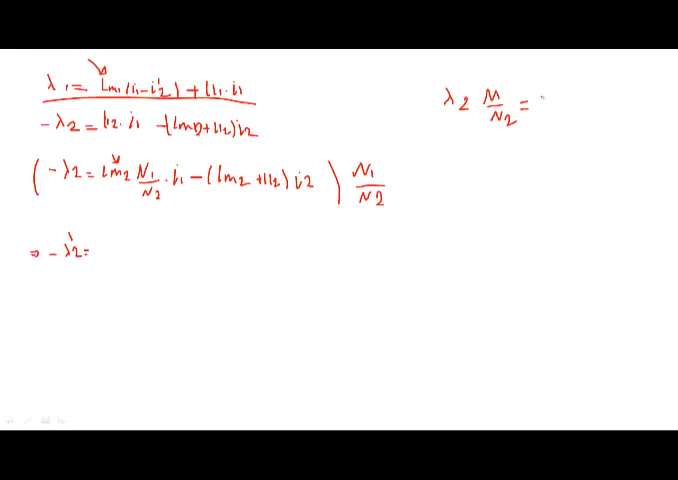 λ1 = Lm1(i1 - i'2) + Ll1. i1
λ2 N1/N2 =
- λ2 = L12. i1 - (Lm2 + Ll2) i2
( - λ2 = Lm2 N1/N2 . i1 - (Lm2 + Ll2) i2 ) N1/N2
⇒ - λ'2 =